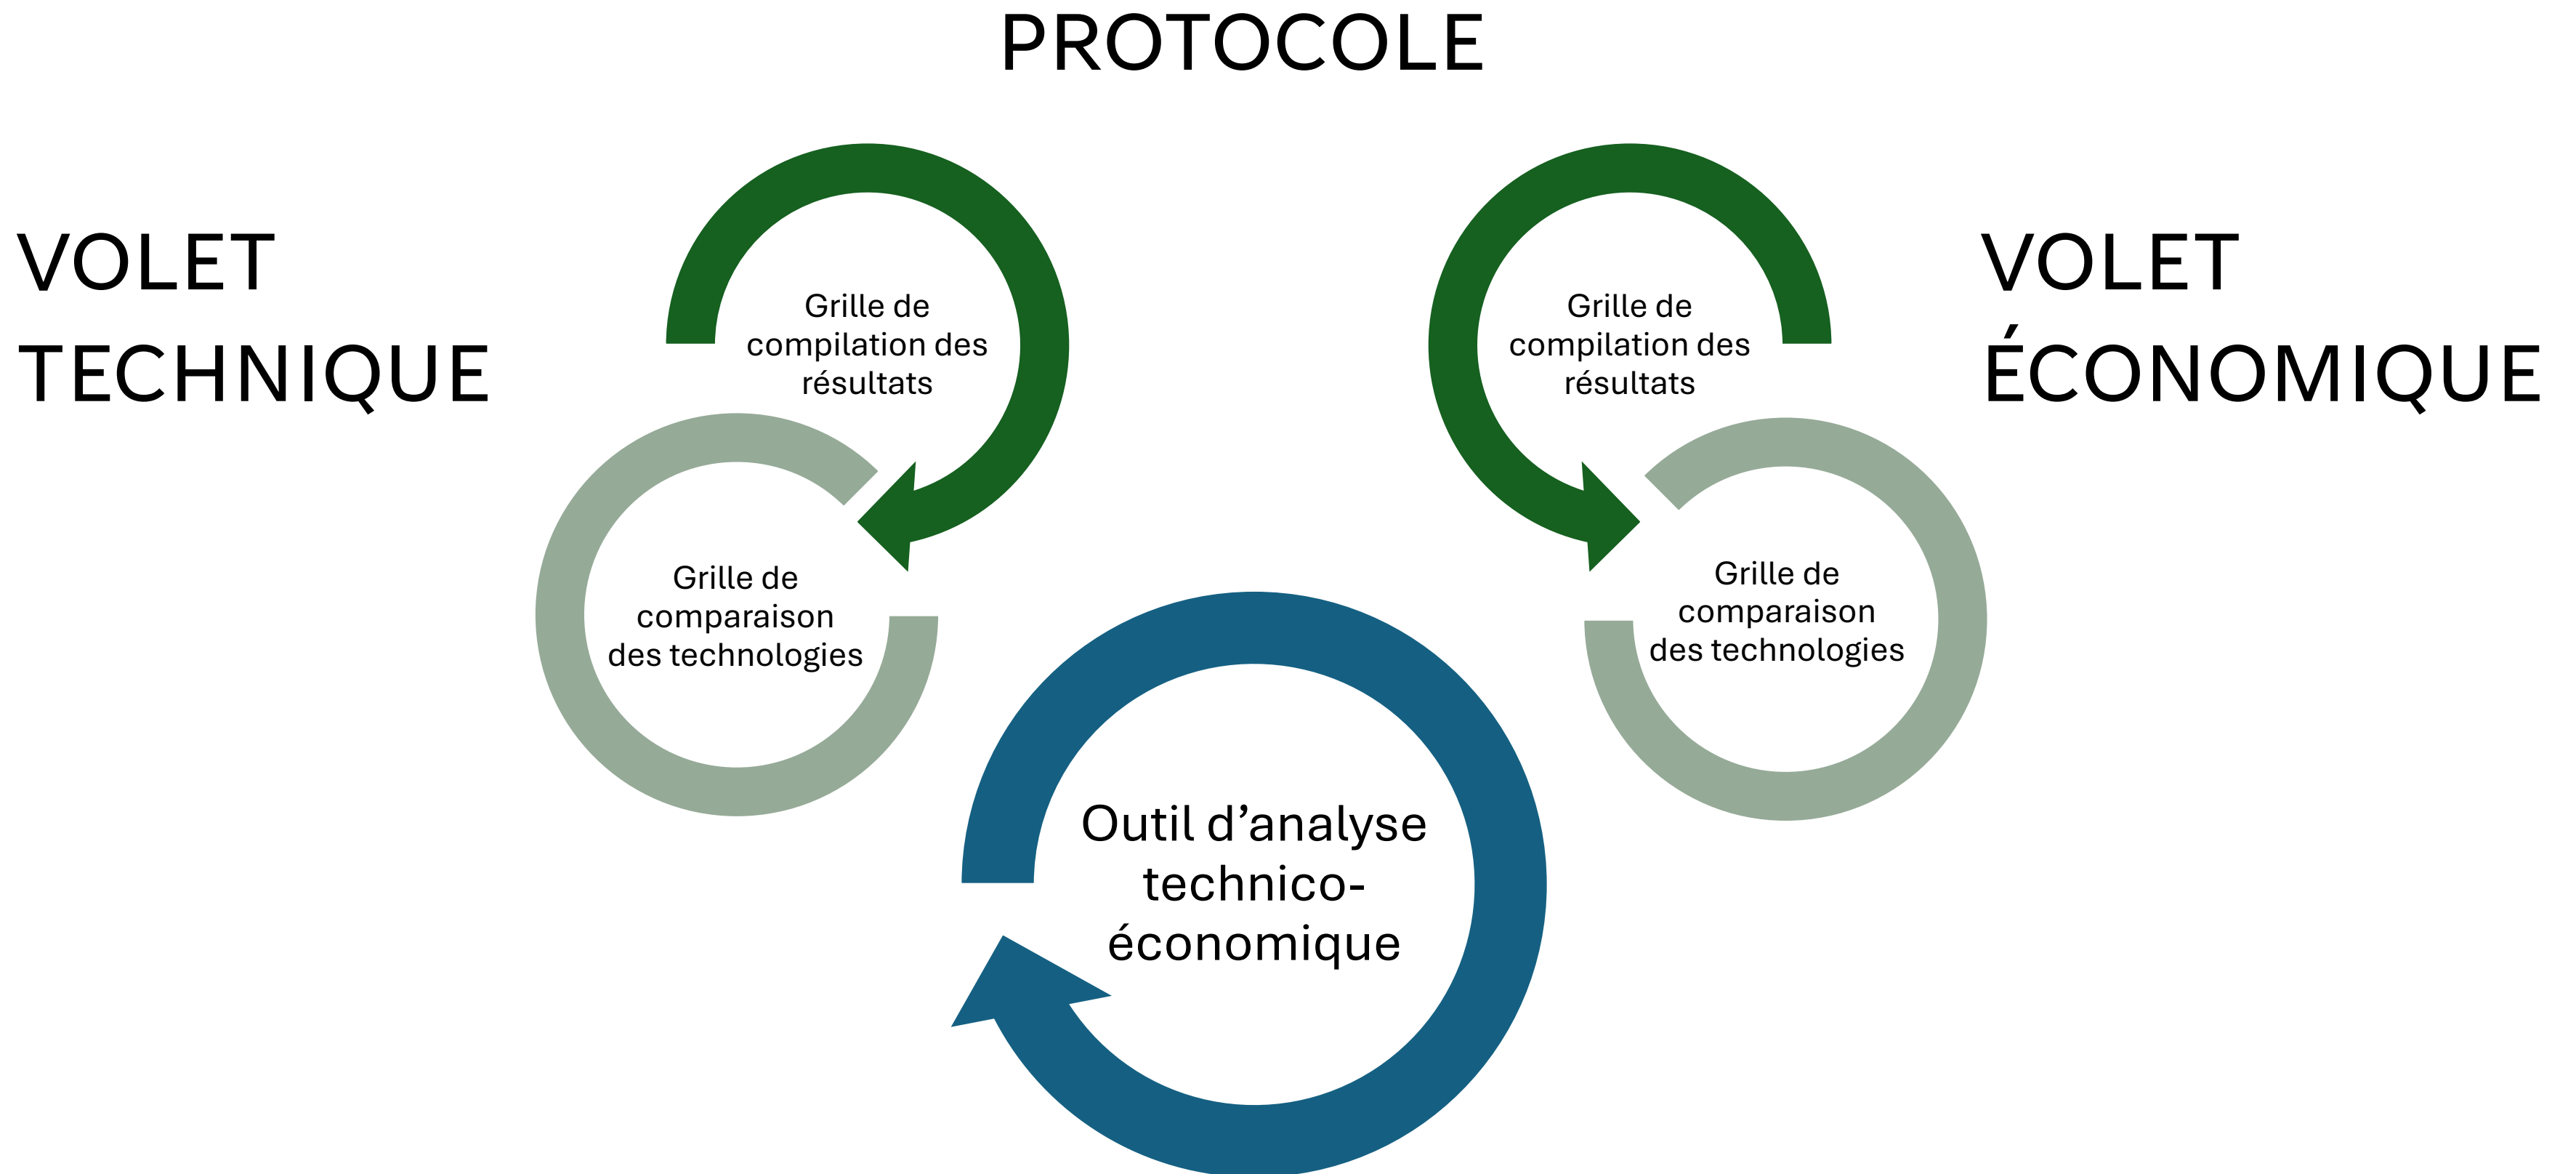 PROTOCOLE
VOLET
TECHNIQUE
Grille de
compilation des
résultats
Grille de
comparaison
des technologies
Grille de
compilation des
résultats
VOLET
ÉCONOMIQUE
Grille de
comparaison
des technologies
Outil d’analyse
technico-
économique